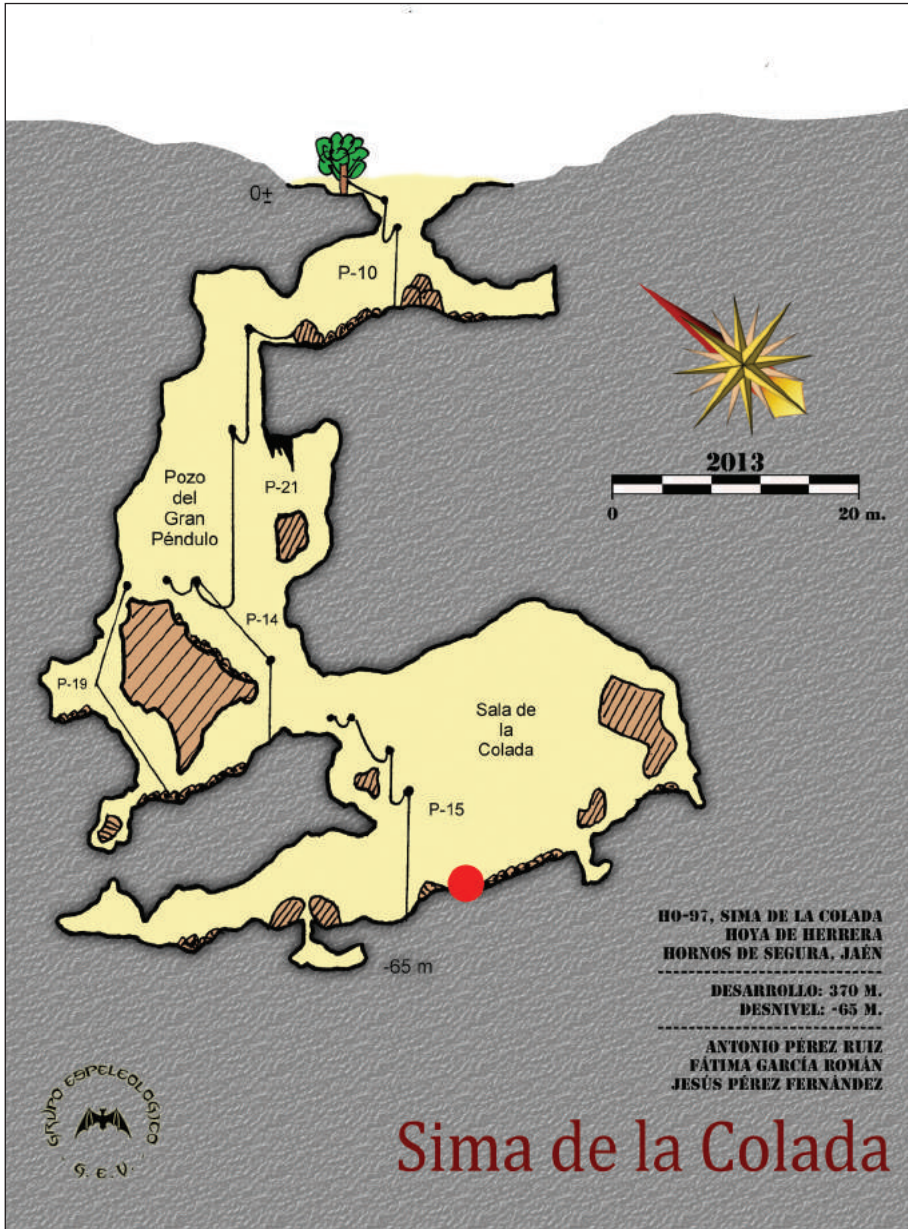 0±
P-10
2013
0
20 m.
Pozo
del
Gran
Péndulo
P-21
P-14
P-19
Sala de
la
Colada
P-15
-65 m
HO-97, SIMA DE LA COLADA
HOYA DE HERRERA
HORNOS DE SEGURA, JAÉN
DESARROLLO: 370 M.
DESNIVEL: -65 M.
ANTONIO PÉREZ RUIZ
FÁTIMA GARCÍA ROMÁN
JESÚS PÉREZ FERNÁNDEZ
GRUPO ESPELEOLOGICO
G. E. V.
Sima de la Colada